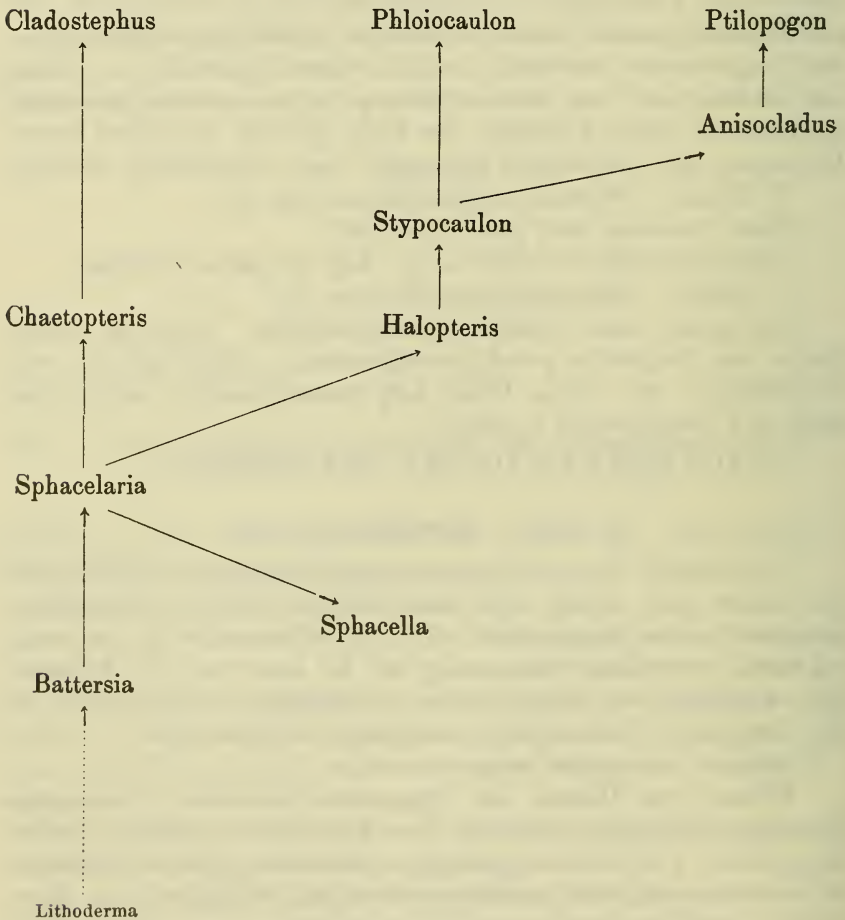 Cladostephus Phloiocaulon Ptilopogon
Anisocladus
Stypocaulon
Chaetopteris Halopteris
Sphacelaria
Sphacella
Battersia
Lithoderma